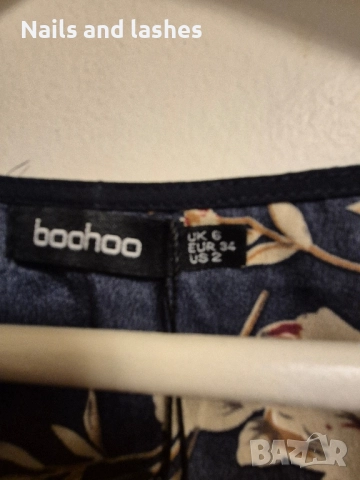 Nails and lashes
boohoo
UK 6
EUR 34
US 2
BAZAR